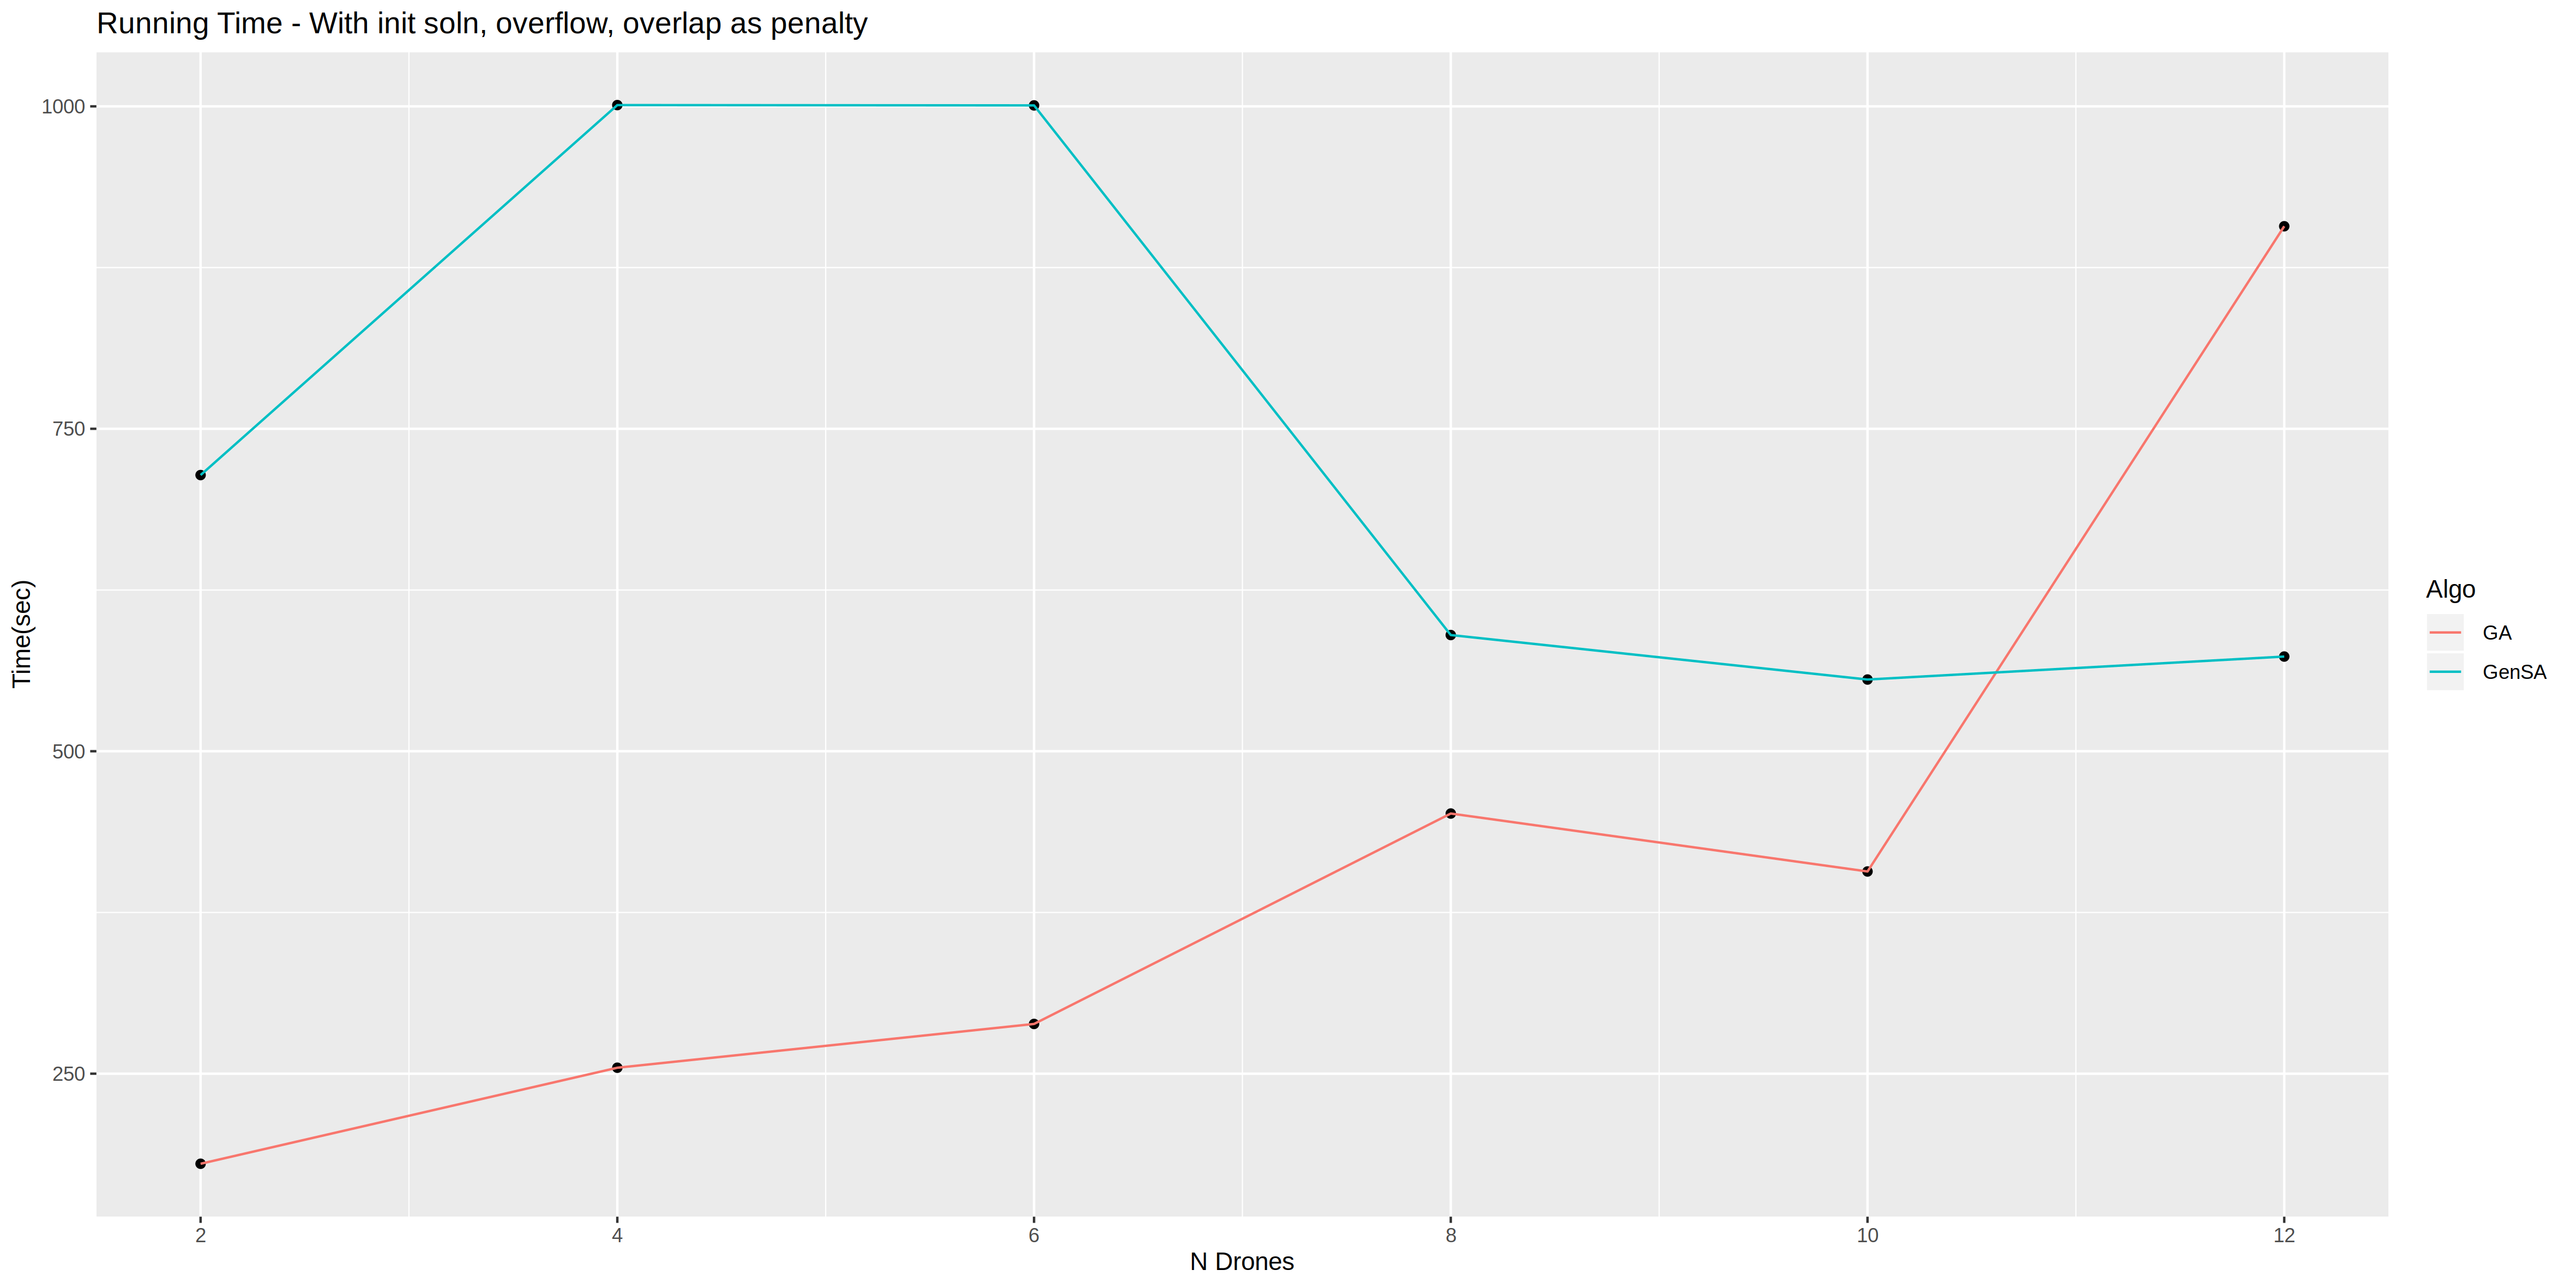 Running Time - With init soln, overflow, overlap as penalty
1000
750
500
250
Time(sec)
2 4 6 8 10 12
N Drones
Algo
GA
GenSA